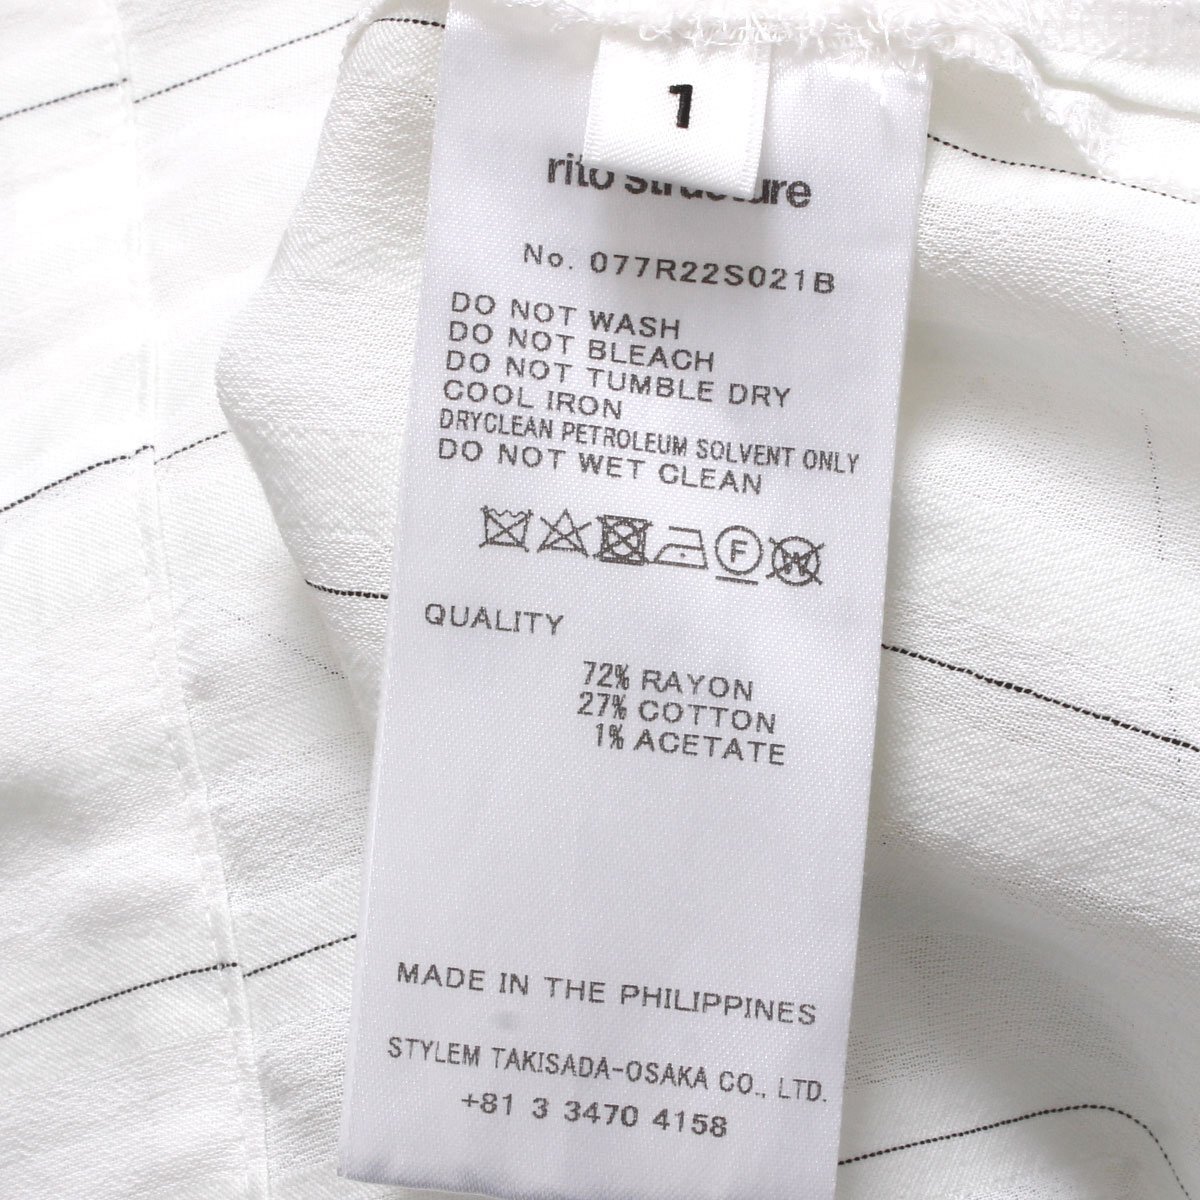 1
rito structure
No. 077R22S021B
DO NOT WASH
DO NOT BLEACH
DO NOT TUMBLE DRY
COOL IRON
DRYCLEAN PETROLEUM SOLVENT ONLY
DO NOT WET CLEAN
F W
QUALITY
72% RAYON
27% COTTON
1% ACETATE
MADE IN THE PHILIPPINES
STYLEM TAKISADA-OSAKA CO., LTD.
+81 3 3470 4158